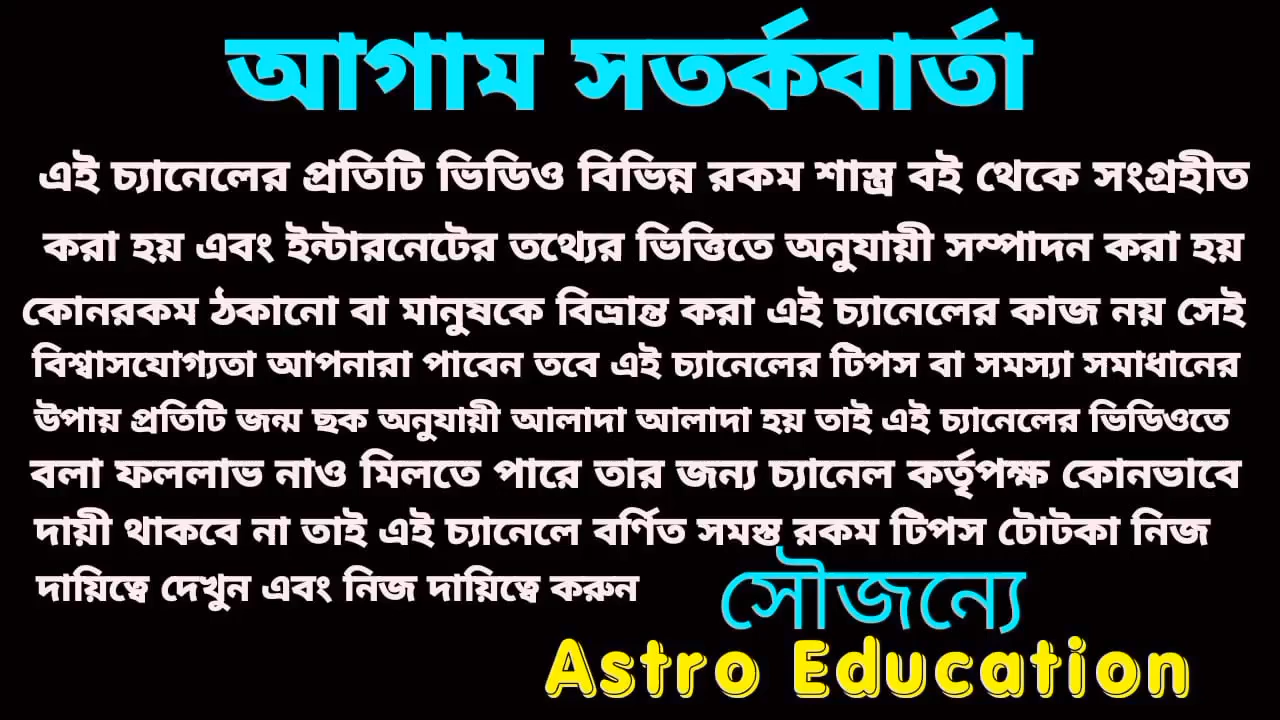 আগাম সতর্কবার্তা
এই চ্যানেলের প্রতিটি ভিডিও বিভিন্ন রকম শাস্ত্র বই থেকে সংগ্রহীত
করা হয় এবং ইন্টারনেটের তথ্যের ভিত্তিতে অনুযায়ী সম্পাদন করা হয়
কোনরকম ঠকানো বা মানুষকে বিভ্রান্ত করা এই চ্যানেলের কাজ নয় সেই
বিশ্বাসযোগ্যতা আপনারা পাবেন তবে এই চ্যানেলের টিপস বা সমস্যা সমাধানের
উপায় প্রতিটি জন্ম ছক অনুযায়ী আলাদা আলাদা হয় তাই এই চ্যানেলের ভিডিওতে
বলা ফললাভ নাও মিলতে পারে তার জন্য চ্যানেল কর্তৃপক্ষ কোনভাবে
দায়ী থাকবে না তাই এই চ্যানেলে বর্ণিত সমস্ত রকম টিপস টোটকা নিজ
দায়িত্বে দেখুন এবং নিজ দায়িত্বে করুন
সৌজন্যে
Astro Education